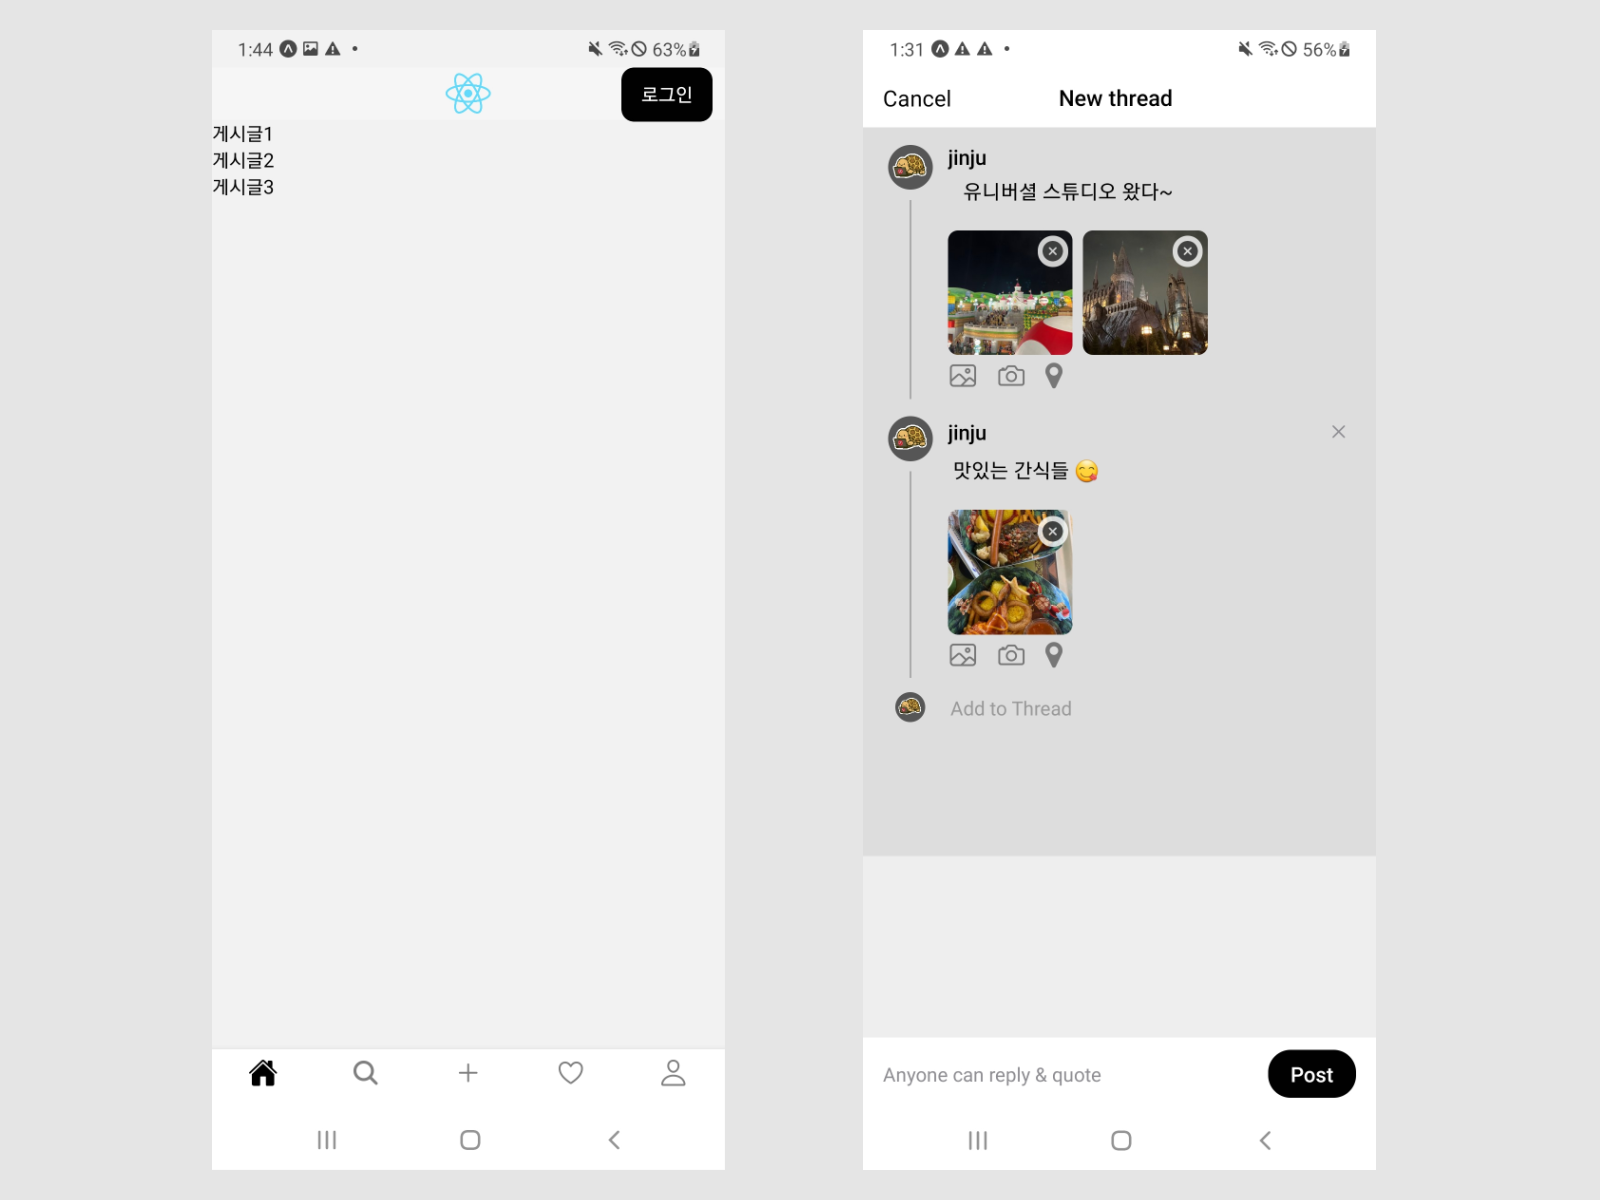 1:44
63%
로그인
게시글1
게시글2
게시글3
1:31
56%
Cancel
New thread
jinju
유니버셜 스튜디오 왔다~
jinju
맛있는 간식들 😋
Add to Thread
Anyone can reply & quote
Post